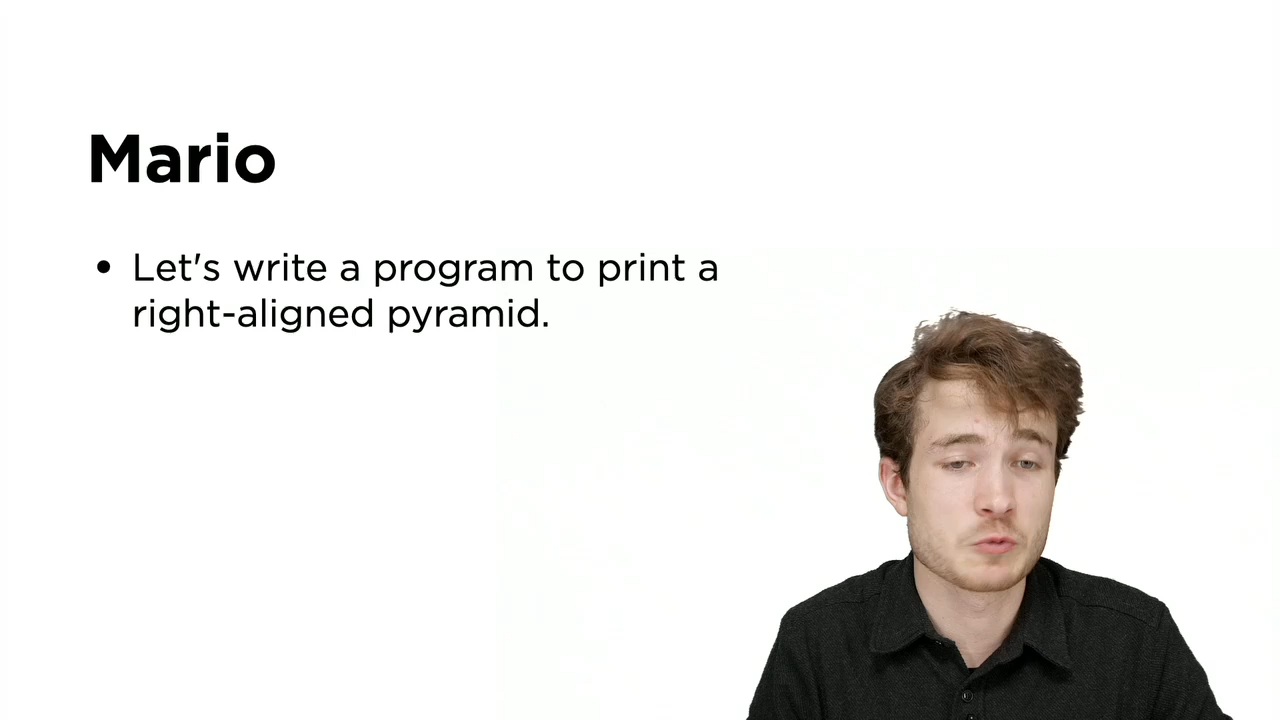 Mario
• Let's write a program to print a
right-aligned pyramid.